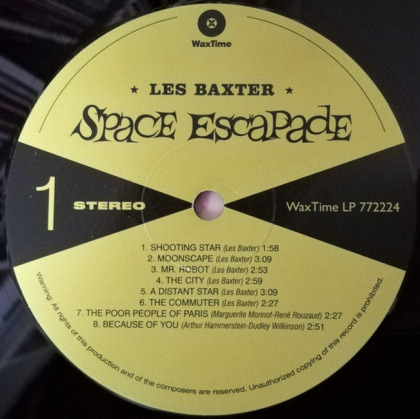 WaxTime
★ LES BAXTER ★
SPACE ESCAPADE
1 STEREO
WaxTime LP 772224
1. SHOOTING STAR (Les Baxter) 1:58
2. MOONSCAPE (Les Baxter) 3:09
3. MR. ROBOT (Les Baxter) 2:53
4. THE CITY (Les Baxter) 2:59
5. A DISTANT STAR (Les Baxter) 3:09
6. THE COMMUTER (Les Baxter) 2:27
7. THE POOR PEOPLE OF PARIS (Marguerite Monnot-René Rouzaud) 2:27
8. BECAUSE OF YOU (Arthur Hammerstein-Dudley Wilkinson) 2:51
Warning: All rights of this production and of the composers are reserved. Unauthorized copying of this record is prohibited.